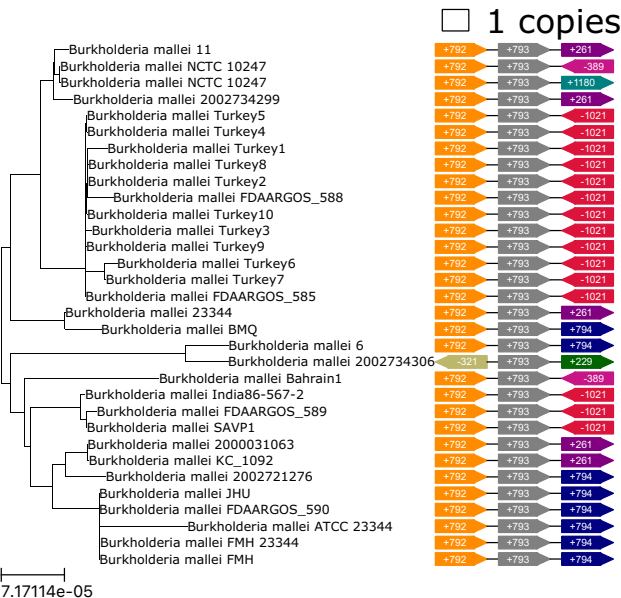 1 copies
Burkholderia mallei 11 +792 +793 +261
Burkholderia mallei NCTC 10247 +792 +793 -389
Burkholderia mallei NCTC 10247 +792 +793 +1180
Burkholderia mallei 2002734299 +792 +793 +261
Burkholderia mallei Turkey5 +792 +793 -1021
Burkholderia mallei Turkey4 +792 +793 -1021
Burkholderia mallei Turkey1 +792 +793 -1021
Burkholderia mallei Turkey8 +792 +793 -1021
Burkholderia mallei Turkey2 +792 +793 -1021
Burkholderia mallei FDAARGOS_588 +792 +793 -1021
Burkholderia mallei Turkey10 +792 +793 -1021
Burkholderia mallei Turkey3 +792 +793 -1021
Burkholderia mallei Turkey9 +792 +793 -1021
Burkholderia mallei Turkey6 +792 +793 -1021
Burkholderia mallei Turkey7 +792 +793 -1021
Burkholderia mallei FDAARGOS_585 +792 +793 -1021
Burkholderia mallei 23344 +792 +793 +261
Burkholderia mallei BMQ +792 +793 +794
Burkholderia mallei 6 +792 +793 +794
Burkholderia mallei 2002734306 -321 +793 +229
Burkholderia mallei Bahrain1 +792 +793 -389
Burkholderia mallei India86-567-2 +792 +793 -1021
Burkholderia mallei FDAARGOS_589 +792 +793 -1021
Burkholderia mallei SAVP1 +792 +793 -1021
Burkholderia mallei 2000031063 +792 +793 +261
Burkholderia mallei KC_1092 +792 +793 +261
Burkholderia mallei 2002721276 +792 +793 +794
Burkholderia mallei JHU +792 +793 +794
Burkholderia mallei FDAARGOS_590 +792 +793 +794
Burkholderia mallei ATCC 23344 +792 +793 +794
Burkholderia mallei FMH 23344 +792 +793 +794
Burkholderia mallei FMH +792 +793 +794
7.17114e-05